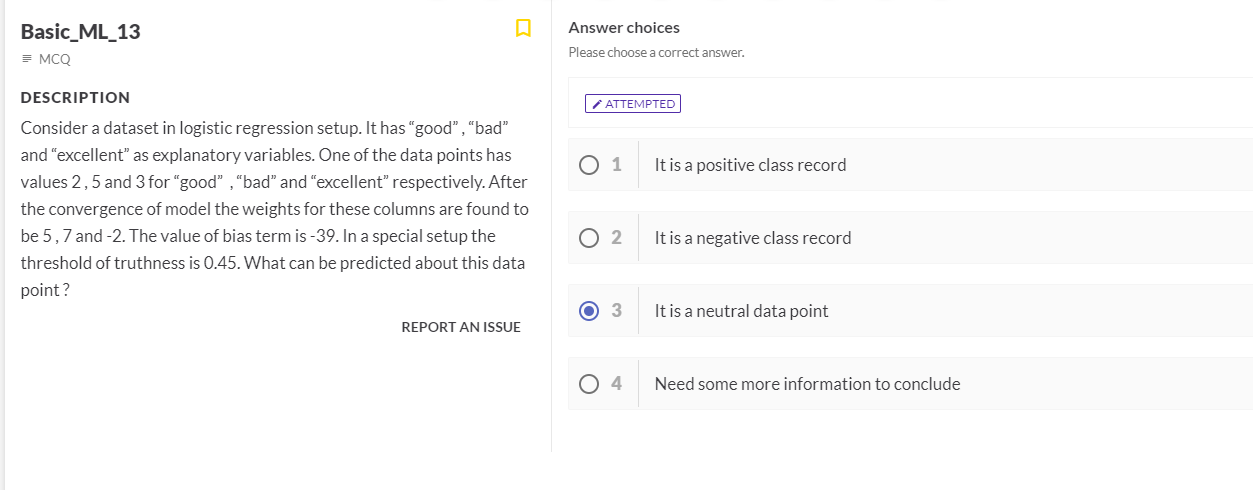 Basic_ML_13
MCQ
DESCRIPTION
Consider a dataset in logistic regression setup. It has “good” , “bad”
and “excellent” as explanatory variables. One of the data points has
values 2 , 5 and 3 for “good” , “bad” and “excellent” respectively. After
the convergence of model the weights for these columns are found to
be 5 , 7 and -2. The value of bias term is -39. In a special setup the
threshold of truthness is 0.45. What can be predicted about this data
point ?
REPORT AN ISSUE
Answer choices
Please choose a correct answer.
ATTEMPTED
1 It is a positive class record
2 It is a negative class record
3 It is a neutral data point
4 Need some more information to conclude